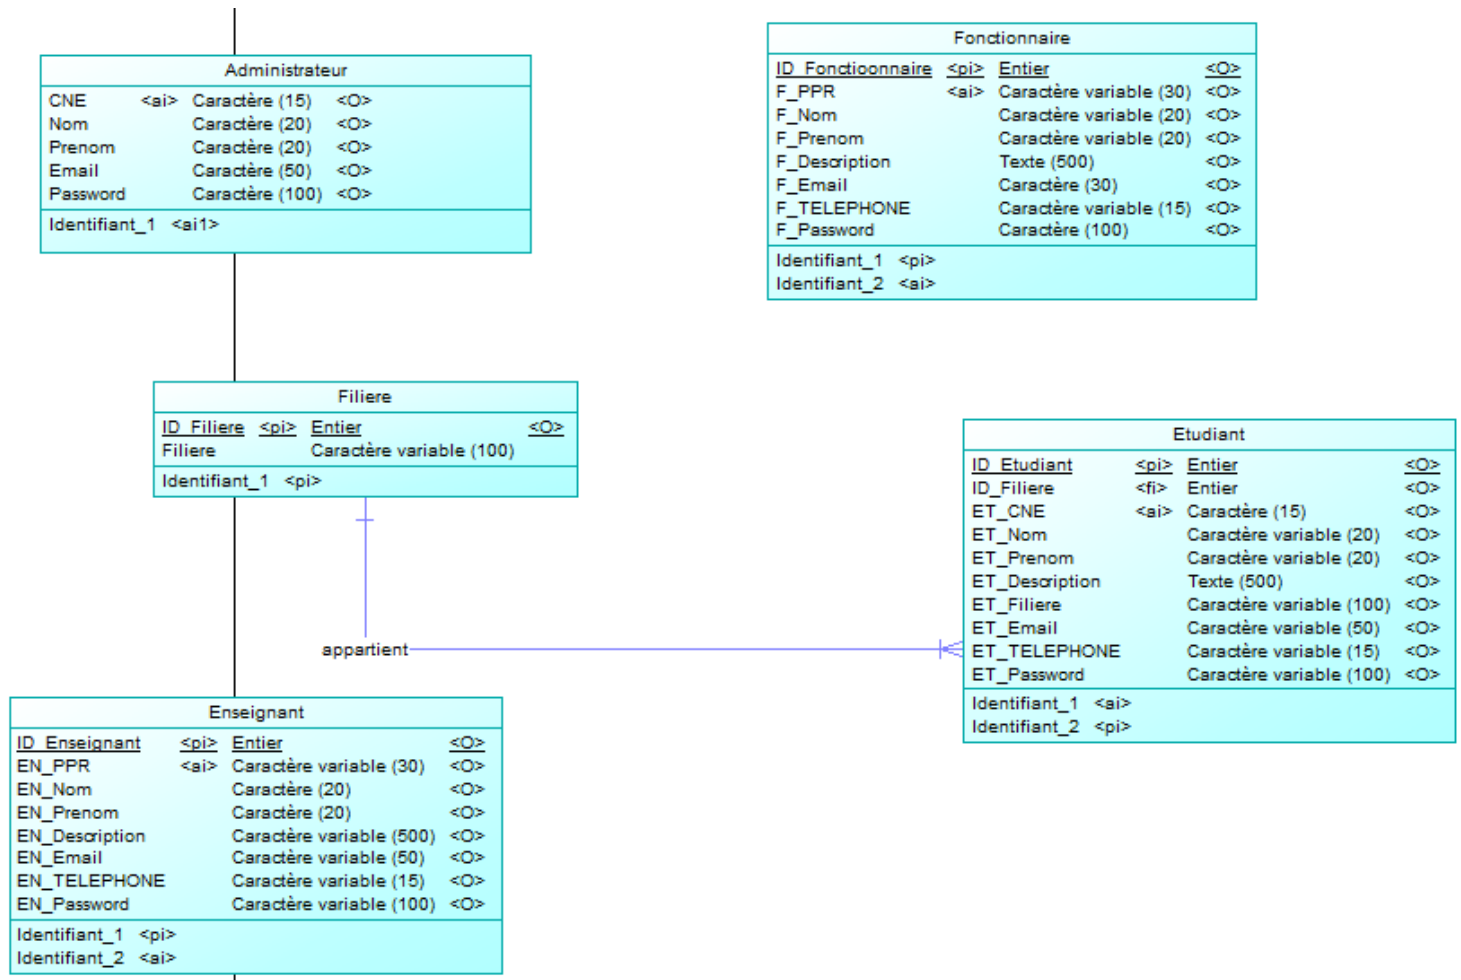 Administrateur
CNE <ai> Caractère (15) <O>
Nom Caractère (20) <O>
Prenom Caractère (20) <O>
Email Caractère (50) <O>
Password Caractère (100) <O>
Identifiant_1 <ai1>
Fonctionnaire
ID_Fonctioonnaire <pi> Entier <O>
F_PPR <ai> Caractère variable (30) <O>
F_Nom Caractère variable (20) <O>
F_Prenom Caractère variable (20) <O>
F_Description Texte (500) <O>
F_Email Caractère (30) <O>
F_TELEPHONE Caractère variable (15) <O>
F_Password Caractère (100) <O>
Identifiant_1 <pi>
Identifiant_2 <ai>
Filiere
ID_Filiere <pi> Entier <O>
Filiere Caractère variable (100)
Identifiant_1 <pi>
Etudiant
ID_Etudiant <pi> Entier <O>
ID_Filiere <fi> Entier <O>
ET_CNE <ai> Caractère (15) <O>
ET_Nom Caractère variable (20) <O>
ET_Prenom Caractère variable (20) <O>
ET_Description Texte (500) <O>
ET_Filiere Caractère variable (100) <O>
ET_Email Caractère variable (50) <O>
ET_TELEPHONE Caractère variable (15) <O>
ET_Password Caractère variable (100) <O>
Identifiant_1 <ai>
Identifiant_2 <pi>
appartient
Enseignant
ID_Enseignant <pi> Entier <O>
EN_PPR <ai> Caractère variable (30) <O>
EN_Nom Caractère (20) <O>
EN_Prenom Caractère (20) <O>
EN_Description Caractère variable (500) <O>
EN_Email Caractère variable (50) <O>
EN_TELEPHONE Caractère variable (15) <O>
EN_Password Caractère variable (100) <O>
Identifiant_1 <pi>
Identifiant_2 <ai>